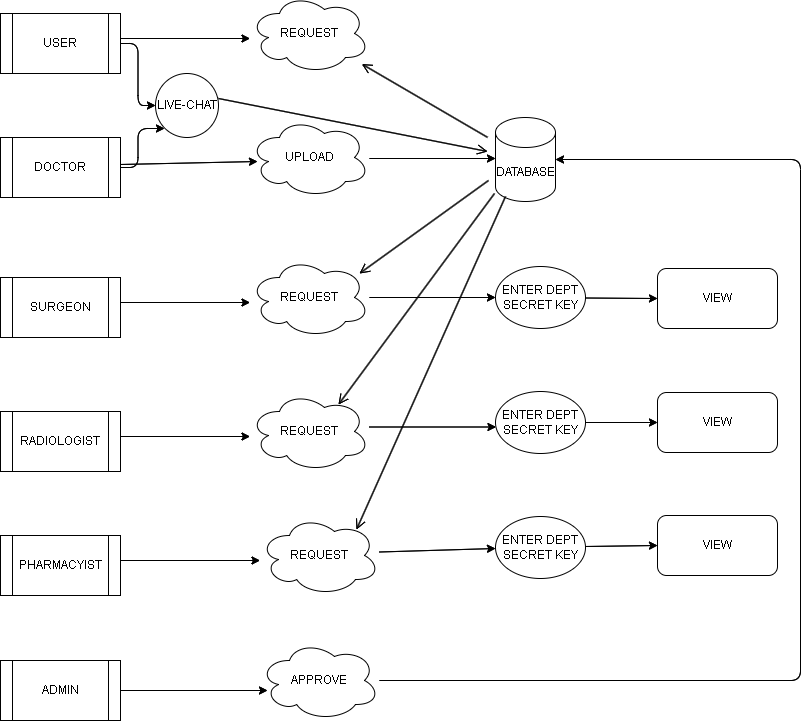 USER
REQUEST
LIVE-CHAT
DOCTOR
UPLOAD
DATABASE
SURGEON
REQUEST
ENTER DEPT
SECRET KEY
VIEW
RADIOLOGIST
REQUEST
ENTER DEPT
SECRET KEY
VIEW
PHARMACYIST
REQUEST
ENTER DEPT
SECRET KEY
VIEW
ADMIN
APPROVE